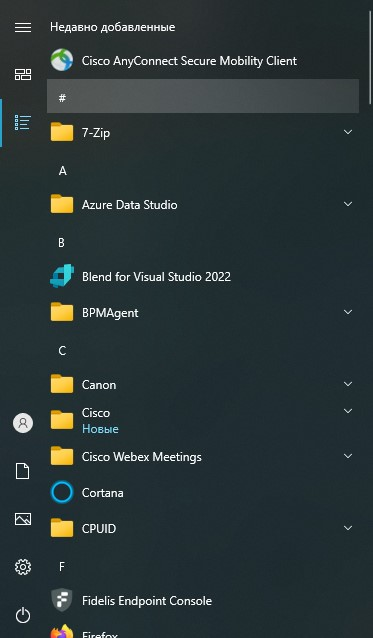 Недавно добавленные
Cisco AnyConnect Secure Mobility Client
#
7-Zip
A
Azure Data Studio
B
Blend for Visual Studio 2022
BPMAgent
C
Canon
Cisco
Новые
Cisco Webex Meetings
Cortana
CPUID
F
Fidelis Endpoint Console
Firefox